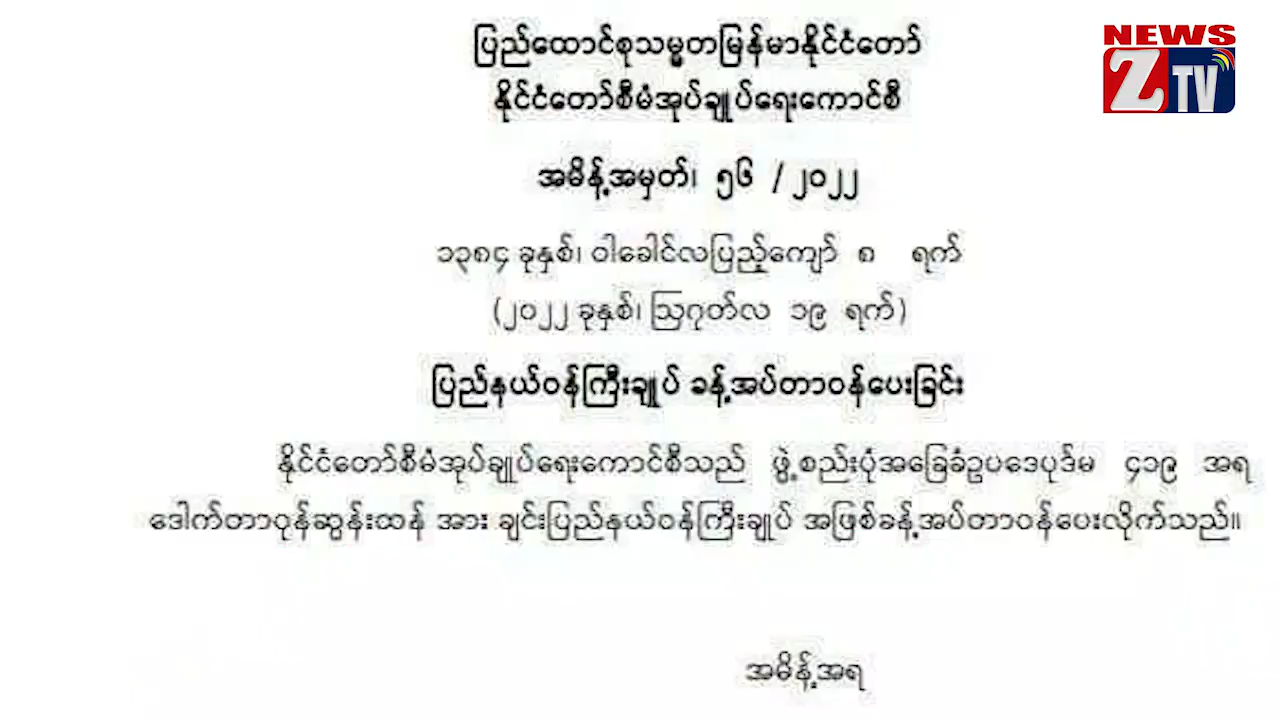 NEWS
Z TV
ပြည်ထောင်စုသမ္မတမြန်မာနိုင်ငံတော်
နိုင်ငံတော်စီမံအုပ်ချုပ်ရေးကောင်စီ
အမိန့်အမှတ်၊ ၅၆ / ၂၀၂၂
၁၃၈၄ ခုနှစ်၊ ဝါခေါင်လပြည့်ကျော် ၈ ရက်
(၂၀၂၂ ခုနှစ်၊ ဩဂုတ်လ ၁၉ ရက်)
ပြည်နယ်ဝန်ကြီးချုပ် ခန့်အပ်တာဝန်ပေးခြင်း
နိုင်ငံတော်စီမံအုပ်ချုပ်ရေးကောင်စီသည် ဖွဲ့စည်းပုံအခြေခံဥပဒေပုဒ်မ ၄၁၉ အရ
ဒေါက်တာဝုန်ဆွန်းထန် အား ချင်းပြည်နယ်ဝန်ကြီးချုပ် အဖြစ်ခန့်အပ်တာဝန်ပေးလိုက်သည်။
အမိန့်အရ